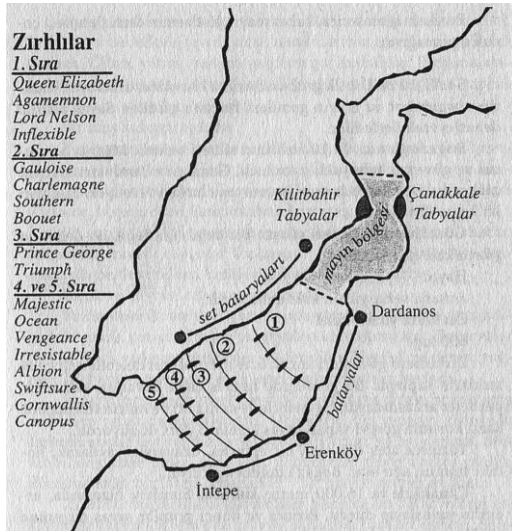 Zırhlılar
1. Sıra
Queen Elizabeth
Agamemnon
Lord Nelson
Inflexible
2. Sıra
Gauloise
Charlemagne
Southern
Boouet
3. Sıra
Prince George
Triumph
4. ve 5. Sıra
Majestic
Ocean
Vengeance
Irresistable
Albion
Swiftsure
Cornwallis
Canopus
Kilitbahir
Tabyalar
Çanakkale
Tabyalar
mayın bölgesi
set bataryaları
Dardanos
bataryalar
1
2
3
4
5
Erenköy
İntepe